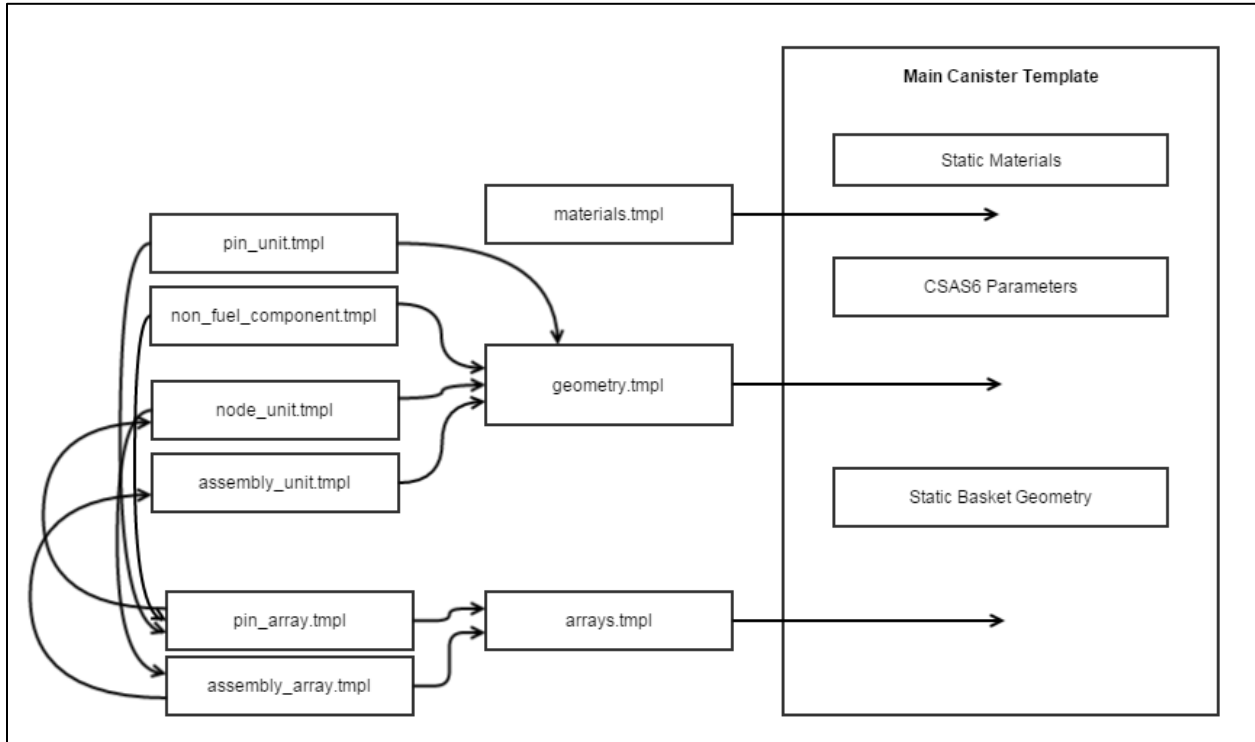 Main Canister Template
Static Materials
materials.tmpl
pin_unit.tmpl
CSAS6 Parameters
non_fuel_component.tmpl
geometry.tmpl
node_unit.tmpl
assembly_unit.tmpl
Static Basket Geometry
pin_array.tmpl
arrays.tmpl
assembly_array.tmpl